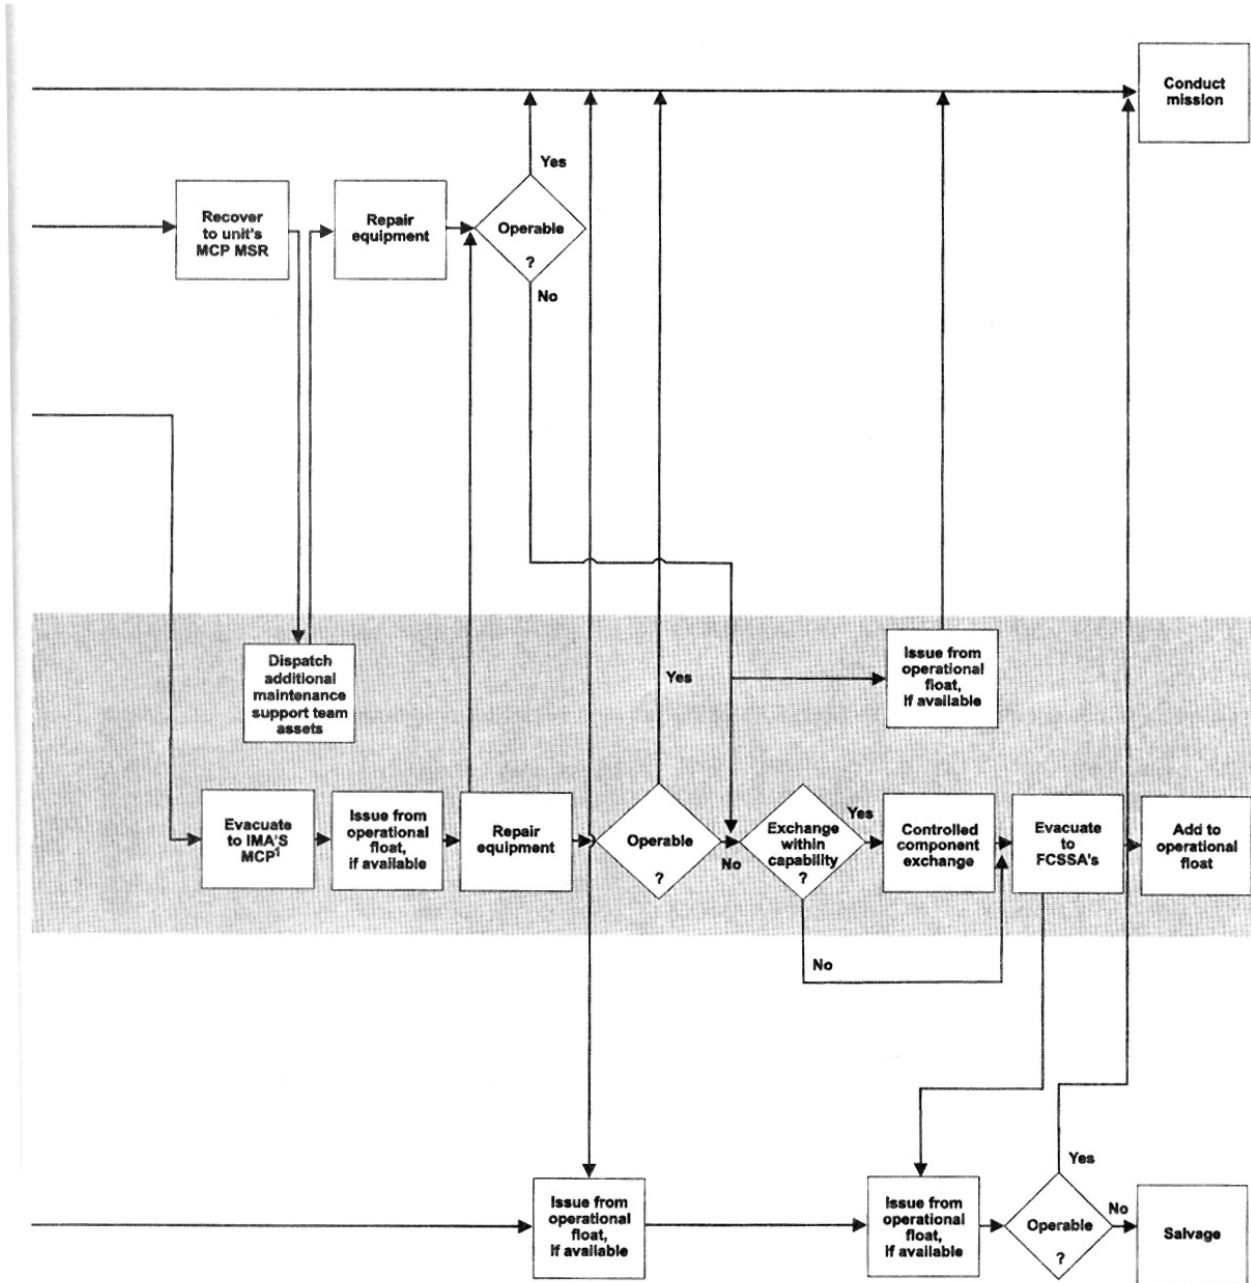 Conduct
mission
Yes
Recover
to unit's
MCP MSR
Repair
equipment
Operable
?
No
Dispatch
additional
maintenance
support team
assets
Yes
Issue from
operational
float,
if available
Evacuate
to IMA'S
MCP1
Issue from
operational
float,
if available
Repair
equipment
Operable
?
No
Exchange
within
capability
?
Yes
Controlled
component
exchange
Evacuate
to
FCSSA's
Add to
operational
float
No
Issue from
operational
float,
if available
Issue from
operational
float,
if available
Yes
Operable
?
No
Salvage